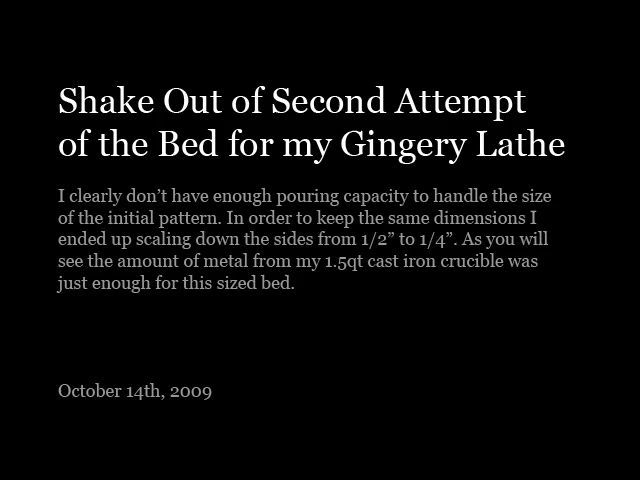 Shake Out of Second Attempt
of the Bed for my Gingery Lathe
I clearly don’t have enough pouring capacity to handle the size
of the initial pattern. In order to keep the same dimensions I
ended up scaling down the sides from 1/2” to 1/4”. As you will
see the amount of metal from my 1.5qt cast iron crucible was
just enough for this sized bed.
October 14th, 2009